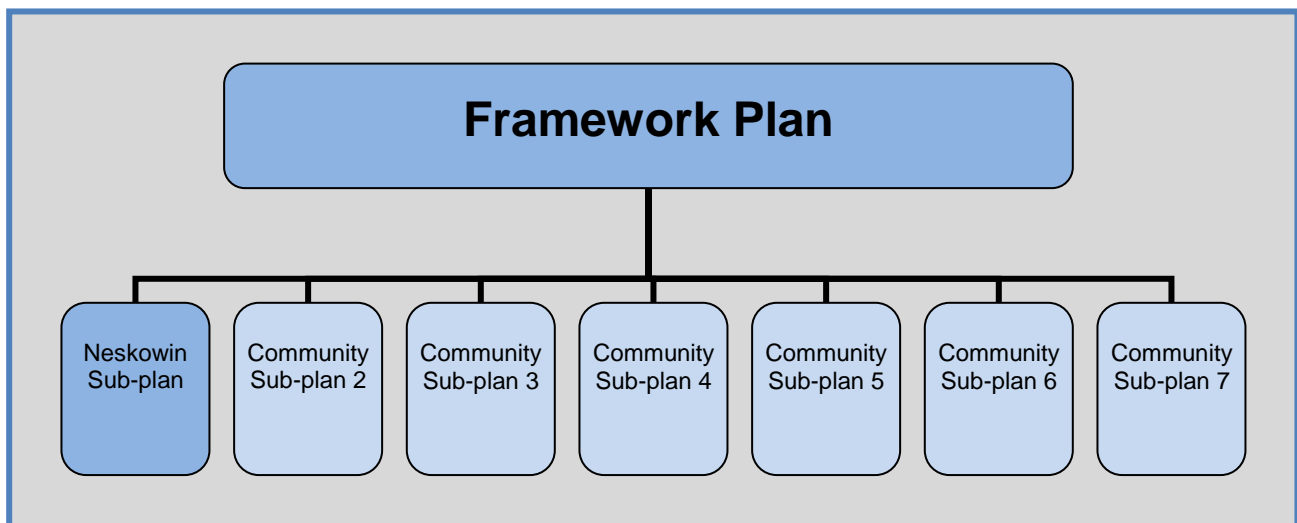 Framework Plan
Neskowin
Sub-plan
Community
Sub-plan 2
Community
Sub-plan 3
Community
Sub-plan 4
Community
Sub-plan 5
Community
Sub-plan 6
Community
Sub-plan 7